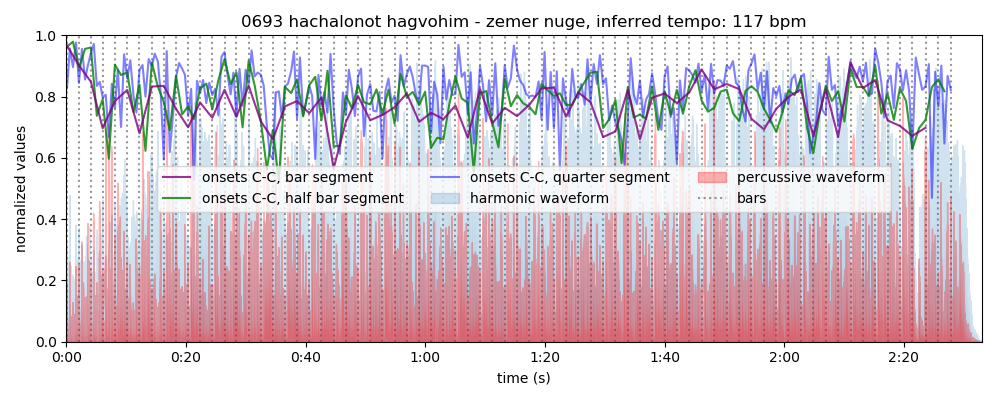 0693 hachalonot hagvohim - zemer nuge, inferred tempo: 117 bpm
1.0
0.8
0.6
0.4
0.2
0.0
normalized values
onsets C-C, bar segment
onsets C-C, half bar segment
onsets C-C, quarter segment
harmonic waveform
percussive waveform
bars
0:00 0:20 0:40 1:00 1:20 1:40 2:00 2:20
time (s)